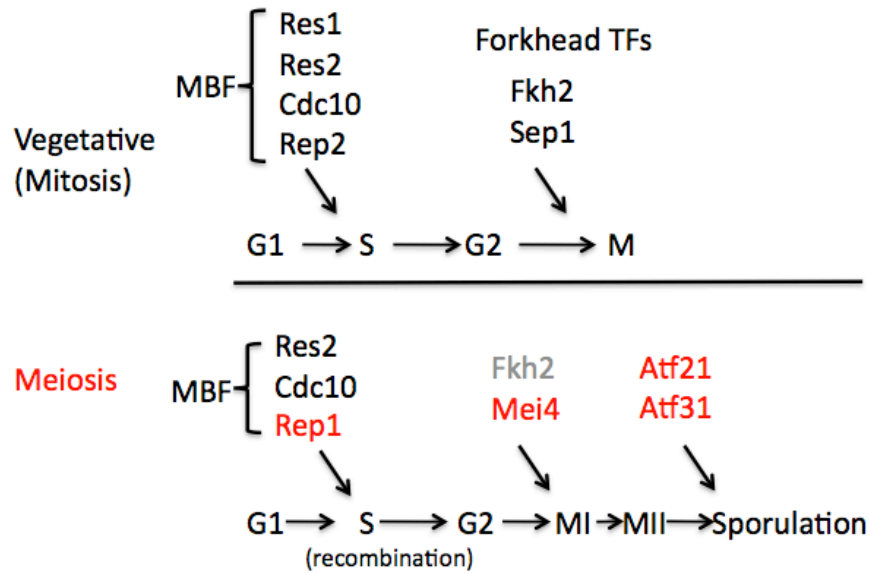 Res1
Forkhead TFs
Res2
MBF
Fkh2
Cdc10
Vegetative
Rep2
Sep1
(Mitosis)
G1 S G2 M
Res2
Fkh2
Atf21
Meiosis
MBF
Cdc10
Mei4
Atf31
Rep1
G1 S G2 MI MII Sporulation
(recombination)